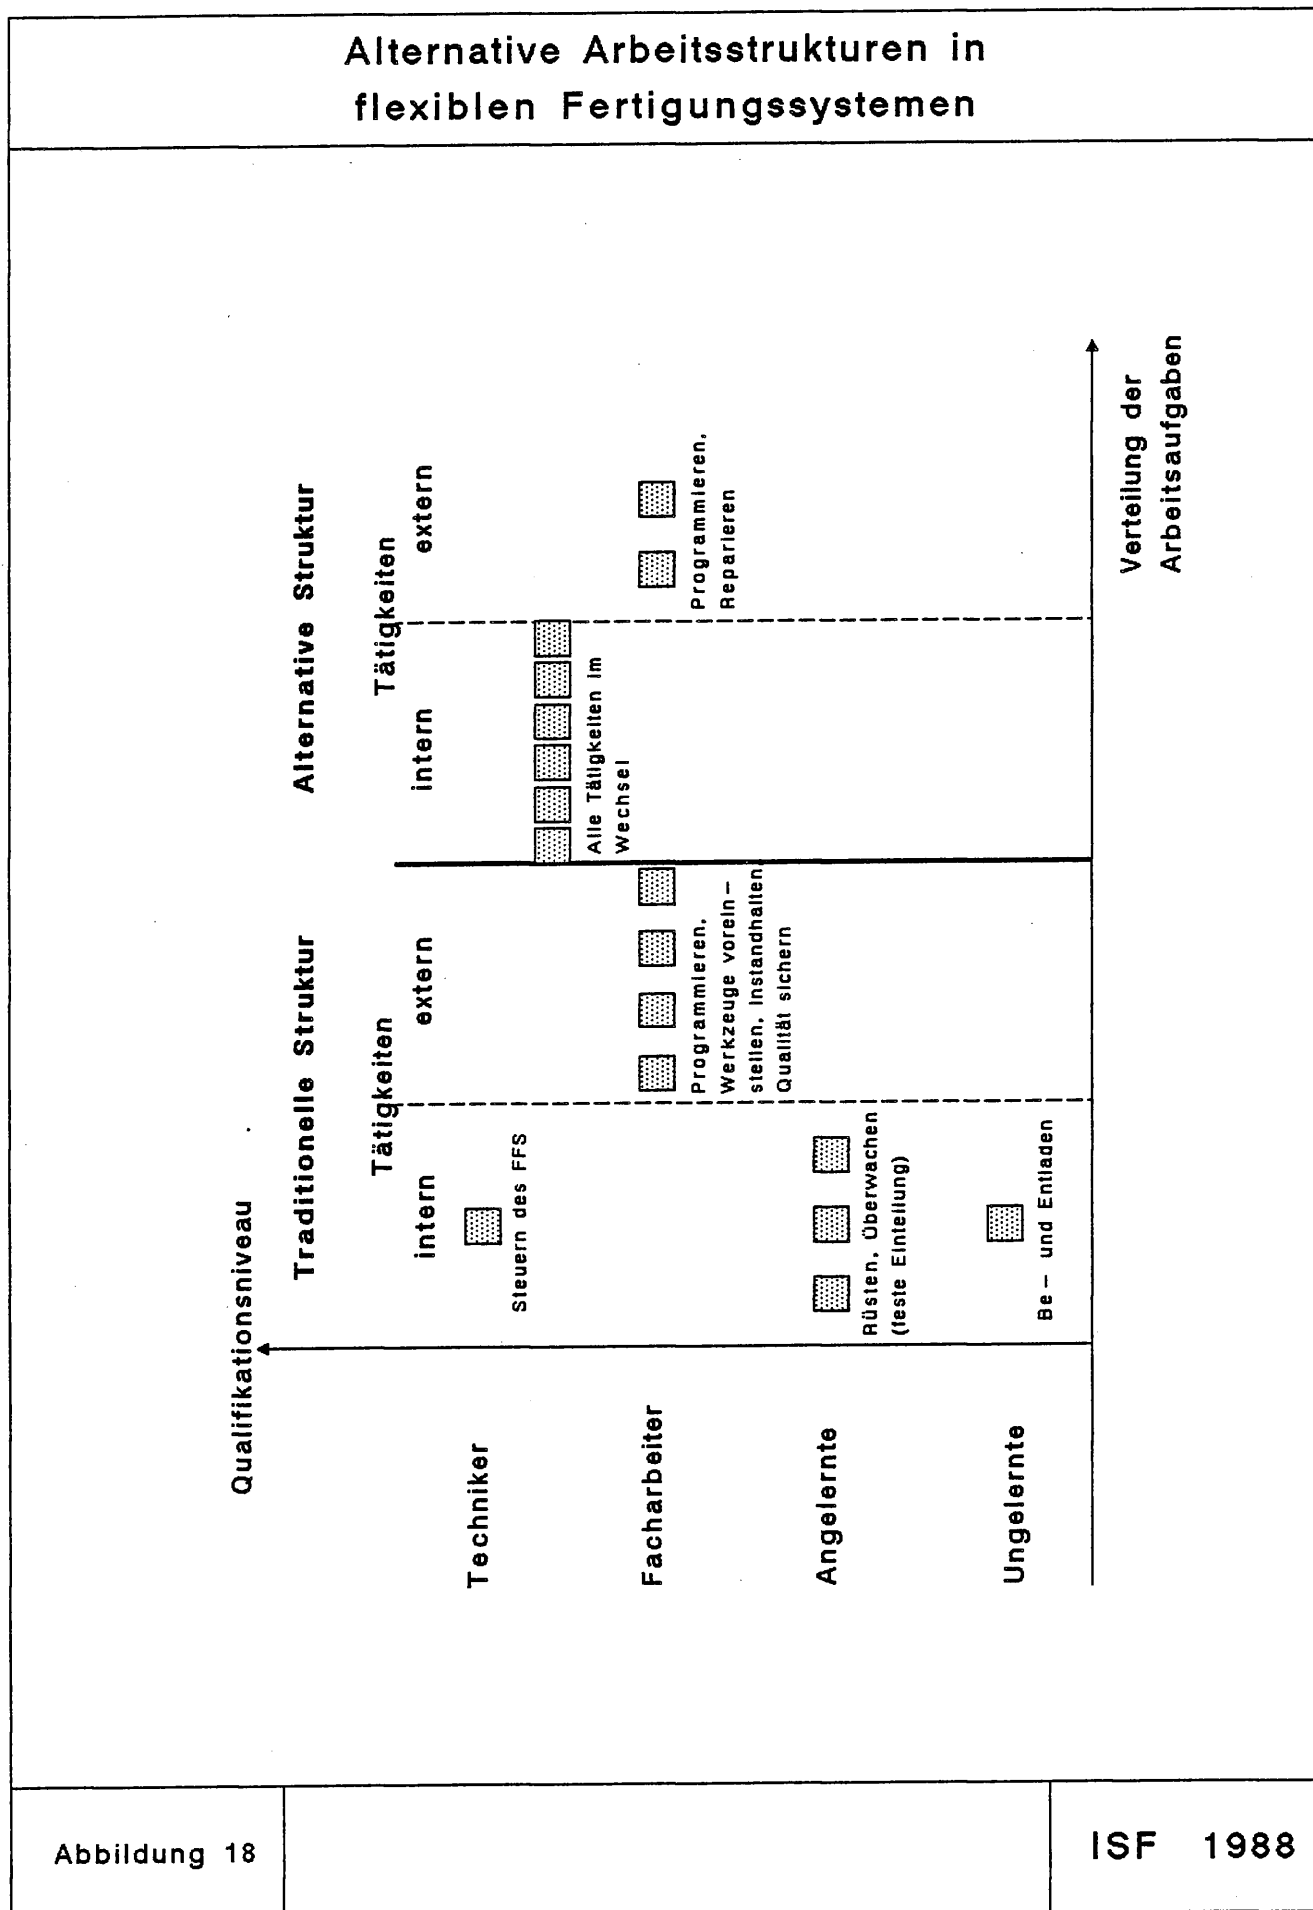 Alternative Arbeitsstrukturen in
flexiblen Fertigungssystemen
Qualifikationsniveau
Traditionelle Struktur
Alternative Struktur
Tätigkeiten
Tätigkeiten
intern
extern
intern
extern
Techniker
Steuern des FFS
Alle Tätigkeiten im
Wechsel
Facharbeiter
Programmieren,
Werkzeuge vorein-
stellen, Instandhalten
Qualität sichern
Programmieren,
Reparieren
Angelernte
Rüsten, Überwachen
(feste Einteilung)
Ungelernte
Be- und Entladen
Verteilung der
Arbeitsaufgaben
Abbildung 18
ISF 1988